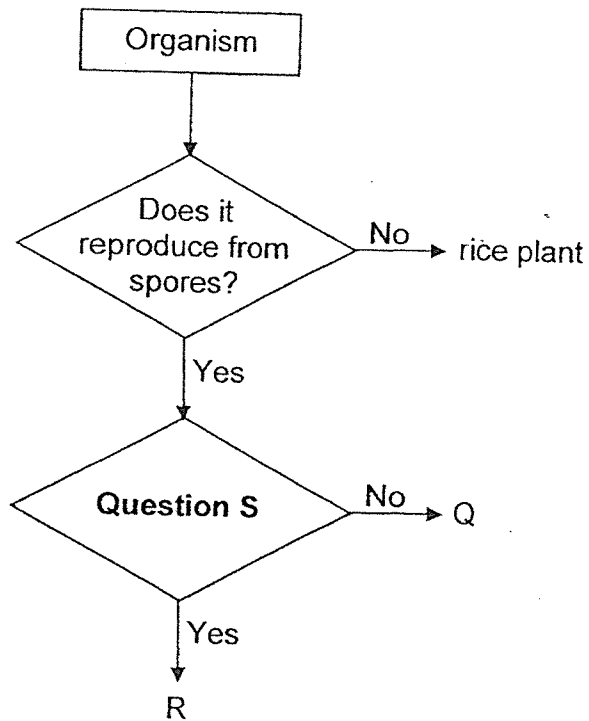 Organism
Does it
reproduce from
spores?
No
rice plant
Yes
Question S
No
Q
Yes
R